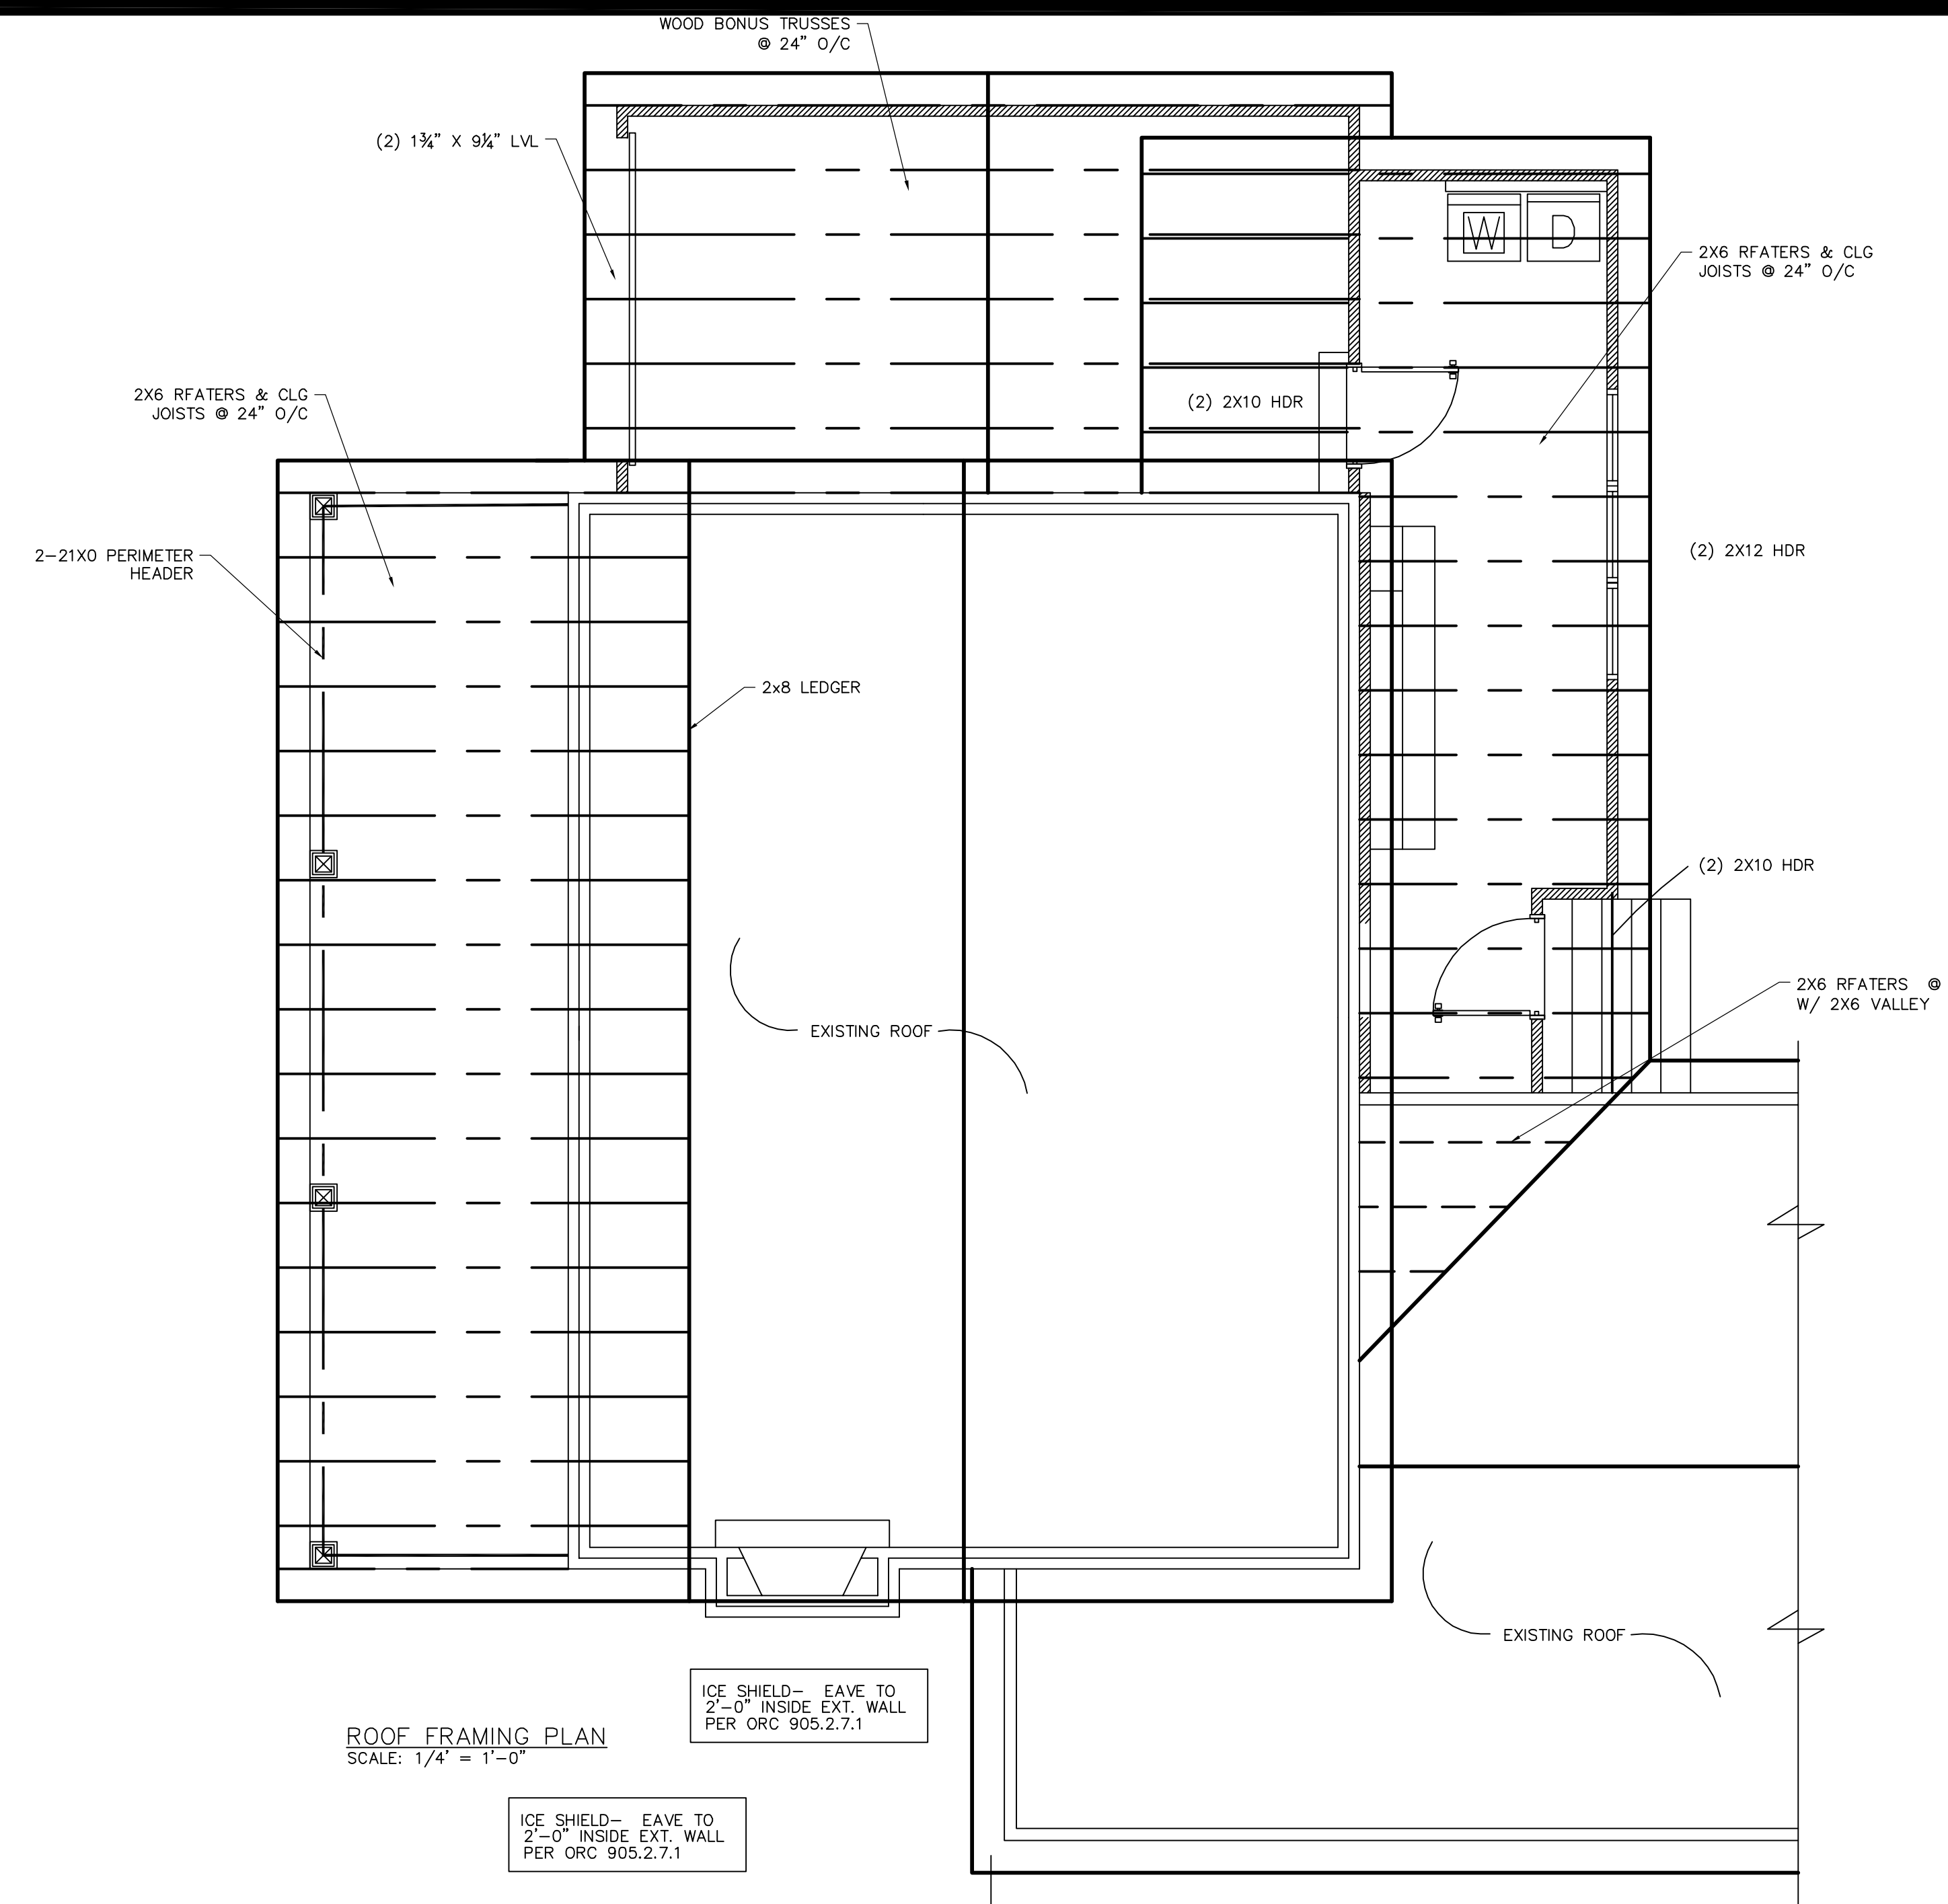 WOOD BONUS TRUSSES
@ 24" O/C
(2) 1¾" X 9¼" LVL
W
D
2X6 RFATERS & CLG
JOISTS @ 24" O/C
2X6 RFATERS & CLG
JOISTS @ 24" O/C
(2) 2X10 HDR
2-21X0 PERIMETER
HEADER
(2) 2X12 HDR
2x8 LEDGER
(2) 2X10 HDR
2X6 RFATERS @
W/ 2X6 VALLEY
EXISTING ROOF
EXISTING ROOF
ICE SHIELD- EAVE TO
2'-0" INSIDE EXT. WALL
PER ORC 905.2.7.1
ROOF FRAMING PLAN
SCALE: 1/4' = 1'-0"
ICE SHIELD- EAVE TO
2'-0" INSIDE EXT. WALL
PER ORC 905.2.7.1